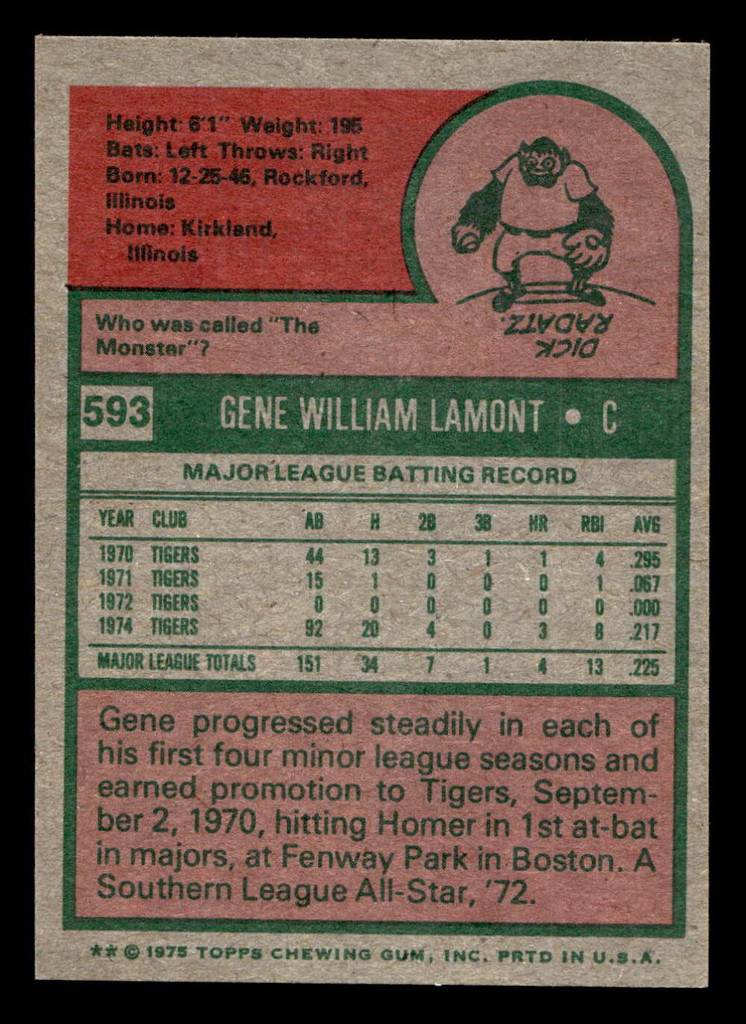 Height: 6'1" Weight: 195
Bats: Left Throws: Right
Born: 12-25-46, Rockford,
Illinois
Home: Kirkland,
Illinois
Who was called "The
Monster"?
DICK
RADATZ.
593 GENE WILLIAM LAMONT • C
MAJOR LEAGUE BATTING RECORD
YEAR CLUB AB H 2B 3B HR RBI AVG
1970 TIGERS 44 13 3 1 1 4 .295
1971 TIGERS 15 1 0 0 0 1 .067
1972 TIGERS 0 0 0 0 0 0 .000
1974 TIGERS 92 20 4 0 3 8 .217
MAJOR LEAGUE TOTALS 151 34 7 1 4 13 .225
Gene progressed steadily in each of
his first four minor league seasons and
earned promotion to Tigers, Septem-
ber 2, 1970, hitting Homer in 1st at-bat
in majors, at Fenway Park in Boston. A
Southern League All-Star, '72.
** © 1975 TOPPS CHEWING GUM, INC. PRTD IN U.S.A.